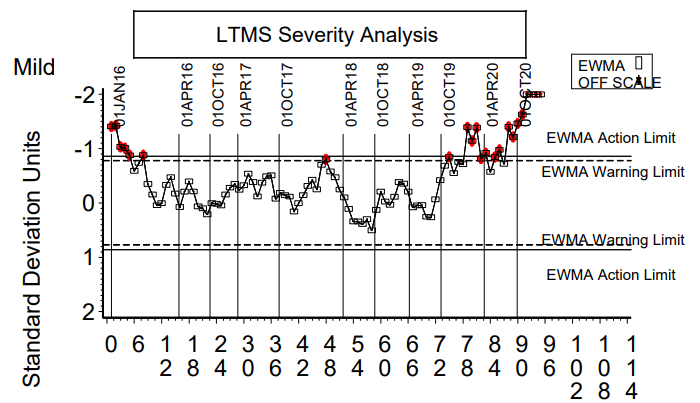 LTMS Severity Analysis
Mild
EWMA
OFF SCALE
01JAN16
01APR16
01OCT16
01APR17
01OCT17
01APR18
01OCT18
01APR19
01OCT19
01APR20
01OCT20
Standard Deviation Units
-2
-1
0
1
2
EWMA Action Limit
EWMA Warning Limit
EWMA Warning Limit
EWMA Action Limit
0 6 12 18 24 30 36 42 48 54 60 66 72 78 84 90 96 102 108 114